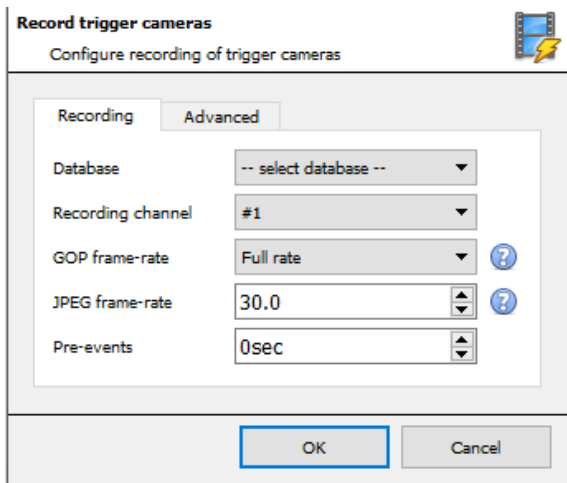 Record trigger cameras
Configure recording of trigger cameras
Recording Advanced
Database -- select database --
Recording channel #1
GOP frame-rate Full rate ?
JPEG frame-rate 30.0 ?
Pre-events 0sec
OK Cancel